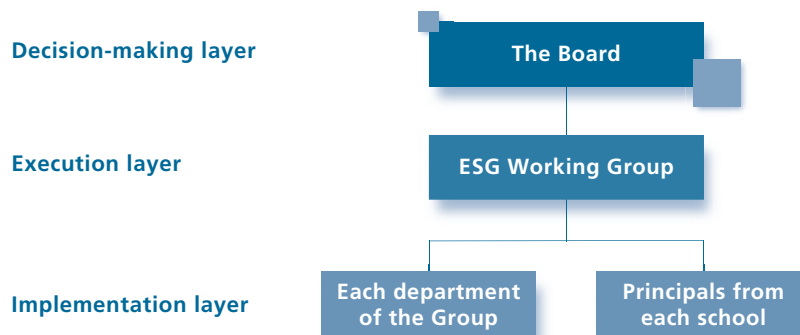 Decision-making layer
The Board
Execution layer
ESG Working Group
Implementation layer
Each department
of the Group
Principals from
each school